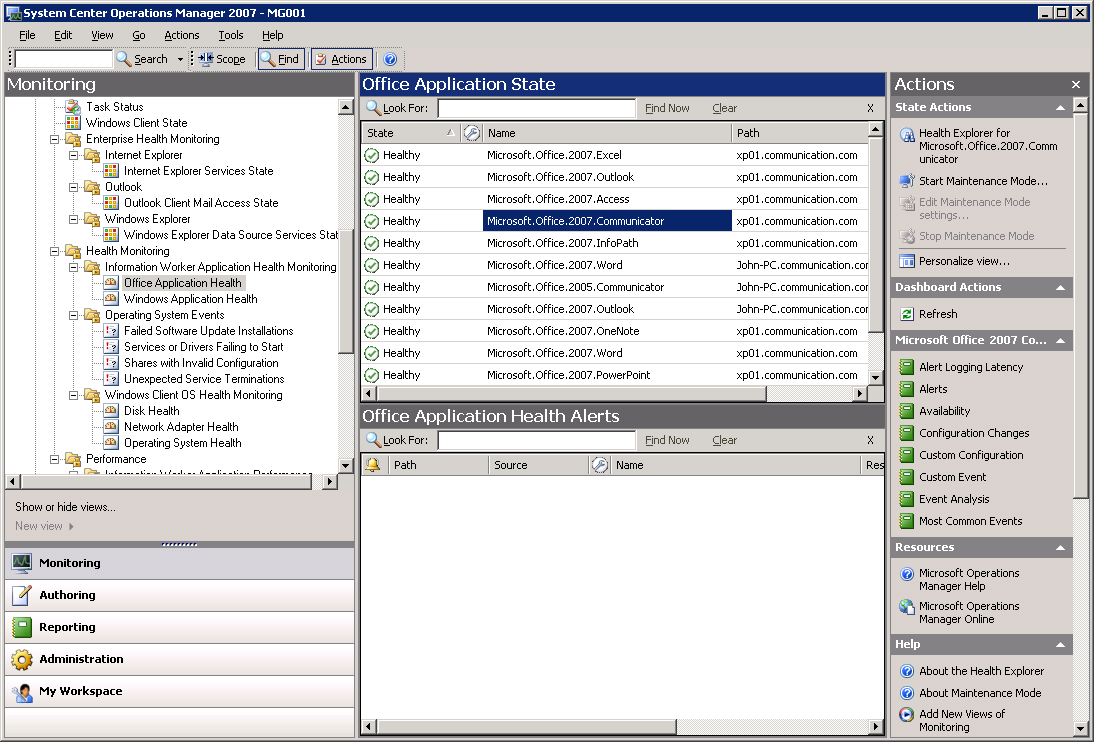 System Center Operations Manager 2007 - MG001
File Edit View Go Actions Tools Help
Search Scope Find Actions
Monitoring
Task Status
Windows Client State
Enterprise Health Monitoring
Internet Explorer
Internet Explorer Services State
Outlook
Outlook Client Mail Access State
Windows Explorer
Windows Explorer Data Source Services Stat
Health Monitoring
Information Worker Application Health Monitoring
Office Application Health
Windows Application Health
Operating System Events
Failed Software Update Installations
Services or Drivers Failing to Start
Shares with Invalid Configuration
Unexpected Service Terminations
Windows Client OS Health Monitoring
Disk Health
Network Adapter Health
Operating System Health
Performance
Information Worker Application Performance
Show or hide views...
New view
Monitoring
Authoring
Reporting
Administration
My Workspace
Office Application State
Look For: Find Now Clear X
State Name Path
Healthy Microsoft.Office.2007.Excel xp01.communication.com
Healthy Microsoft.Office.2007.Outlook xp01.communication.com
Healthy Microsoft.Office.2007.Access xp01.communication.com
Healthy Microsoft.Office.2007.Communicator xp01.communication.com
Healthy Microsoft.Office.2007.InfoPath xp01.communication.com
Healthy Microsoft.Office.2007.Word John-PC.communication.cor
Healthy Microsoft.Office.2005.Communicator John-PC.communication.cor
Healthy Microsoft.Office.2007.Outlook John-PC.communication.cor
Healthy Microsoft.Office.2007.OneNote xp01.communication.com
Healthy Microsoft.Office.2007.Word xp01.communication.com
Healthy Microsoft.Office.2007.PowerPoint xp01.communication.com
Office Application Health Alerts
Look For: Find Now Clear X
Path Source Name Res
Actions
State Actions
Health Explorer for
Microsoft.Office.2007.Comm
unicator
Start Maintenance Mode...
Edit Maintenance Mode
settings...
Stop Maintenance Mode
Personalize view...
Dashboard Actions
Refresh
Microsoft Office 2007 Co...
Alert Logging Latency
Alerts
Availability
Configuration Changes
Custom Configuration
Custom Event
Event Analysis
Most Common Events
Resources
Microsoft Operations
Manager Help
Microsoft Operations
Manager Online
Help
About the Health Explorer
About Maintenance Mode
Add New Views of
Monitoring